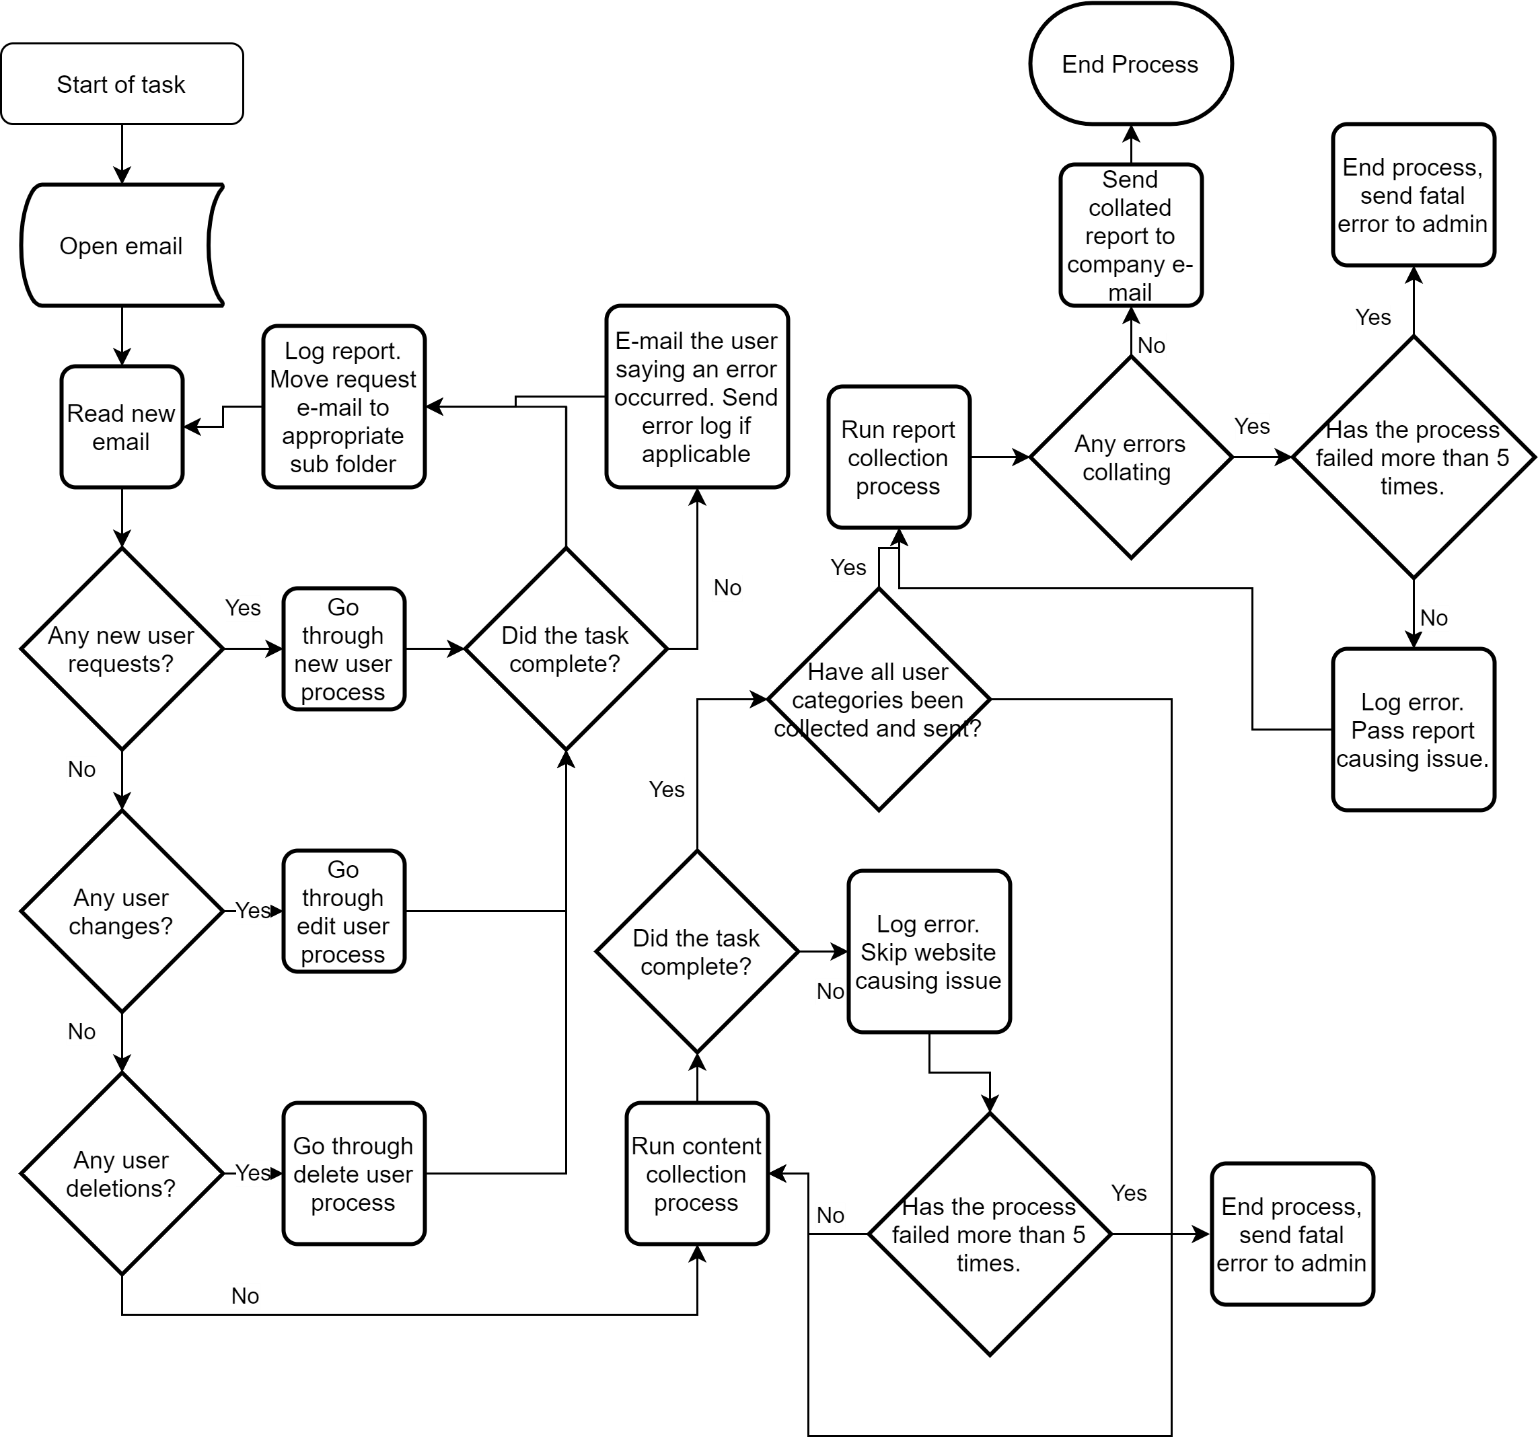 Start of task
Open email
Read new
email
Log report.
Move request
e-mail to
appropriate
sub folder
E-mail the user
saying an error
occurred. Send
error log if
applicable
Any new user
requests?
Yes
Go
through
new user
process
Did the task
complete?
No
No
Any user
changes?
Yes
Go
through
edit user
process
No
Any user
deletions?
Yes
Go through
delete user
process
No
Run content
collection
process
Did the task
complete?
No
Log error.
Skip website
causing issue
Has the process
failed more than 5
times.
No
Yes
End process,
send fatal
error to admin
Yes
Have all user
categories been
collected and sent?
Yes
Run report
collection
process
Any errors
collating
No
Send
collated
report to
company e-
mail
End Process
Yes
Has the process
failed more than 5
times.
Yes
End process,
send fatal
error to admin
No
Log error.
Pass report
causing issue.